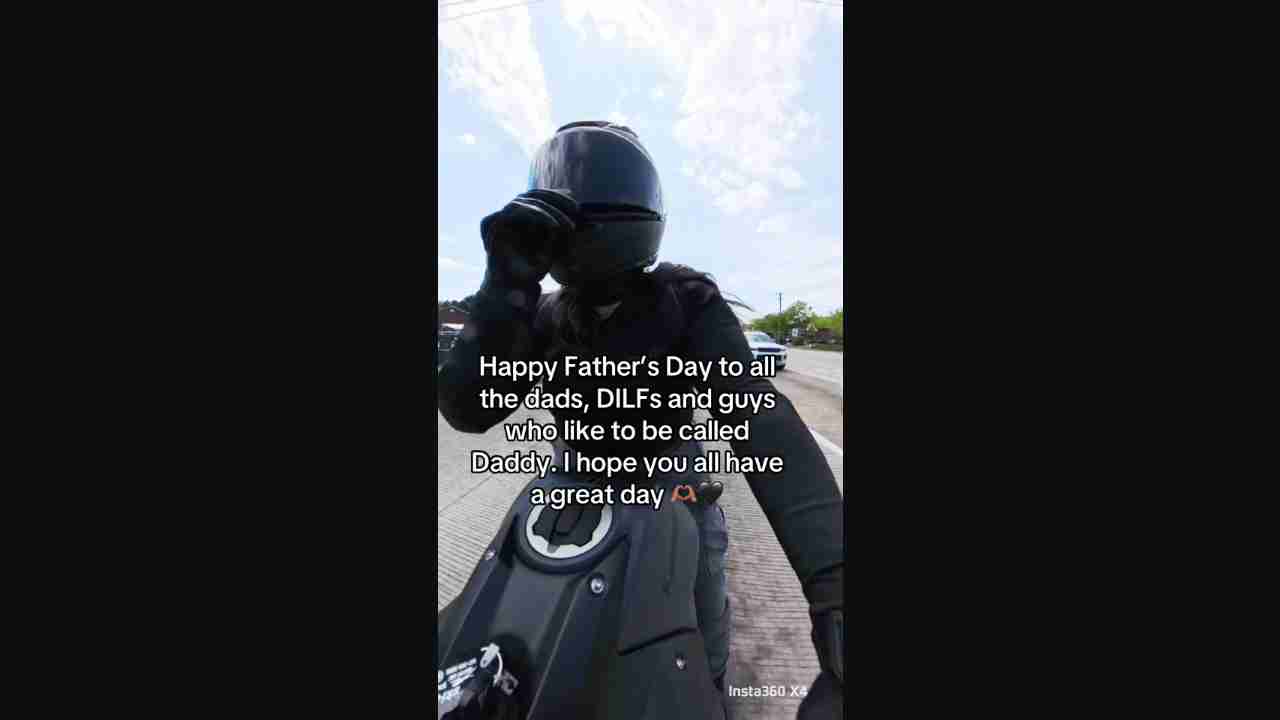 Happy Father’s Day to all
the dads, DILFs and guys
who like to be called
Daddy. I hope you all have
a great day 🫶🏽🖤
Insta360 X4